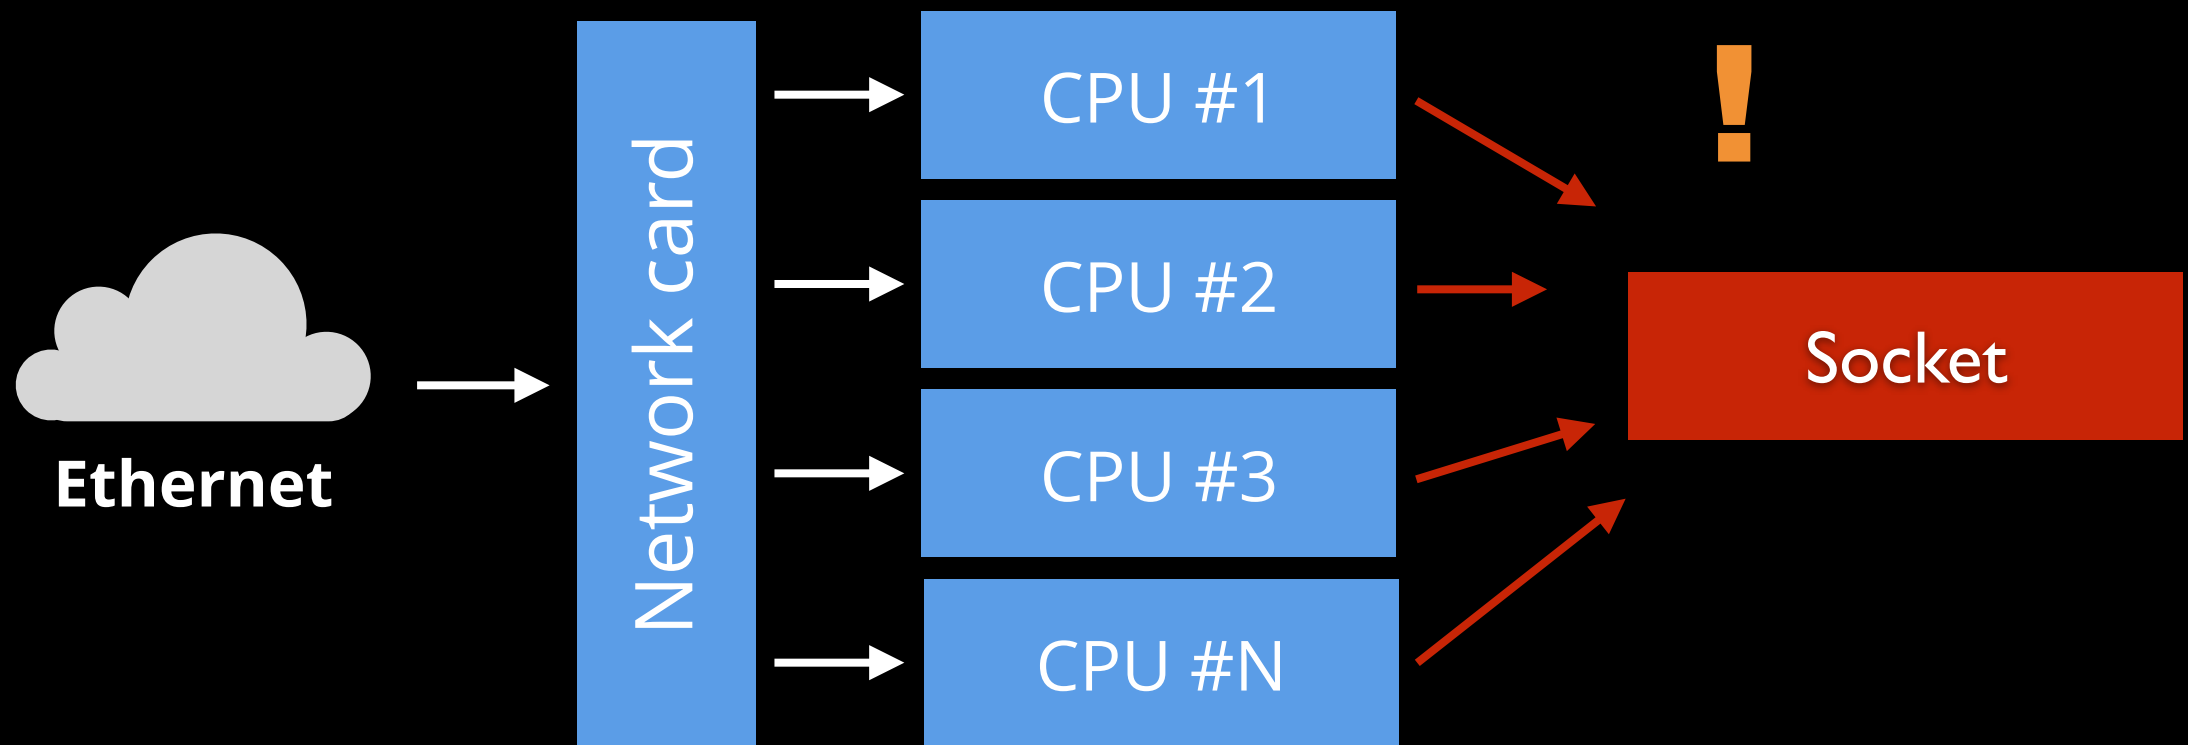 Ethernet
Network card
CPU #1
CPU #2
CPU #3
CPU #N
!
Socket